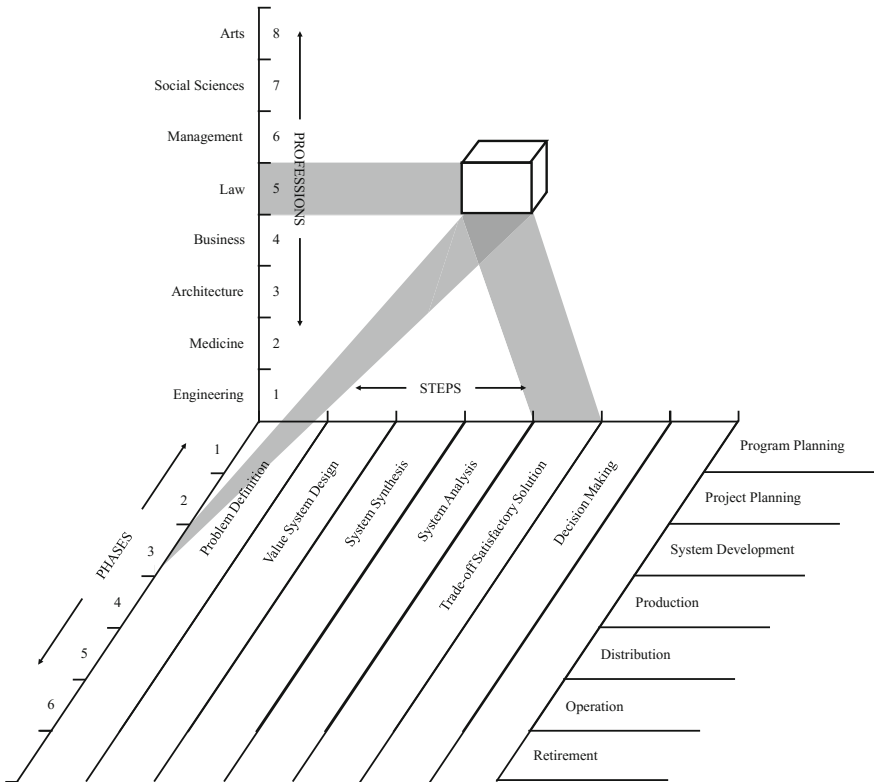 Arts 8
Social Sciences 7
Management 6
PROFESSIONS
Law 5
Business 4
Architecture 3
Medicine 2
Engineering 1
STEPS
PHASES
1
2
3
4
5
6
Problem Definition
Value System Design
System Synthesis
System Analysis
Trade-off Satisfactory Solution
Decision Making
Program Planning
Project Planning
System Development
Production
Distribution
Operation
Retirement